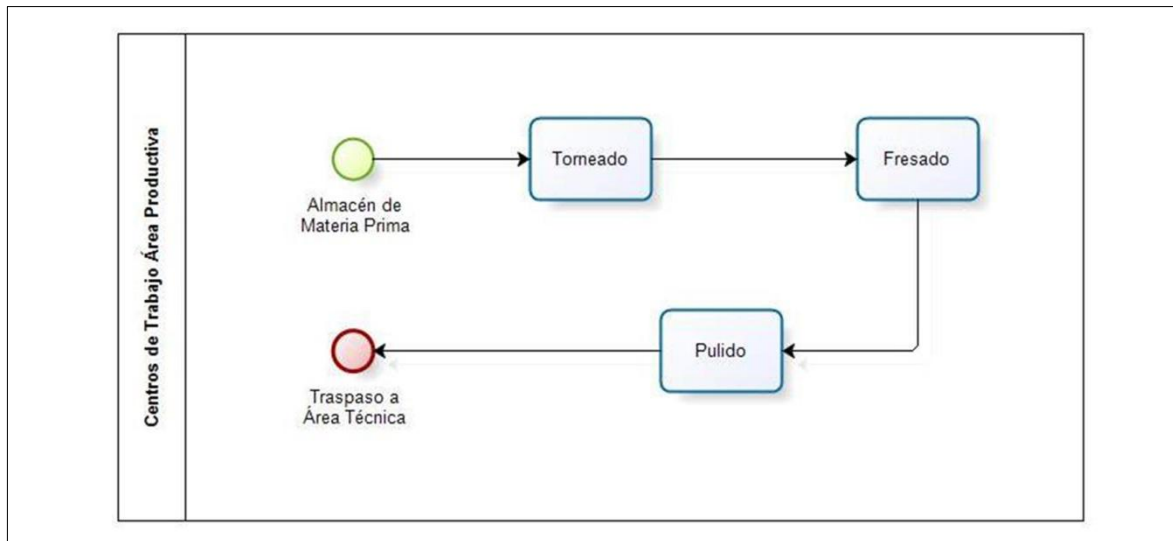 Centros de Trabajo Área Productiva
Almacén de
Materia Prima
Torneado
Fresado
Pulido
Traspaso a
Área Técnica